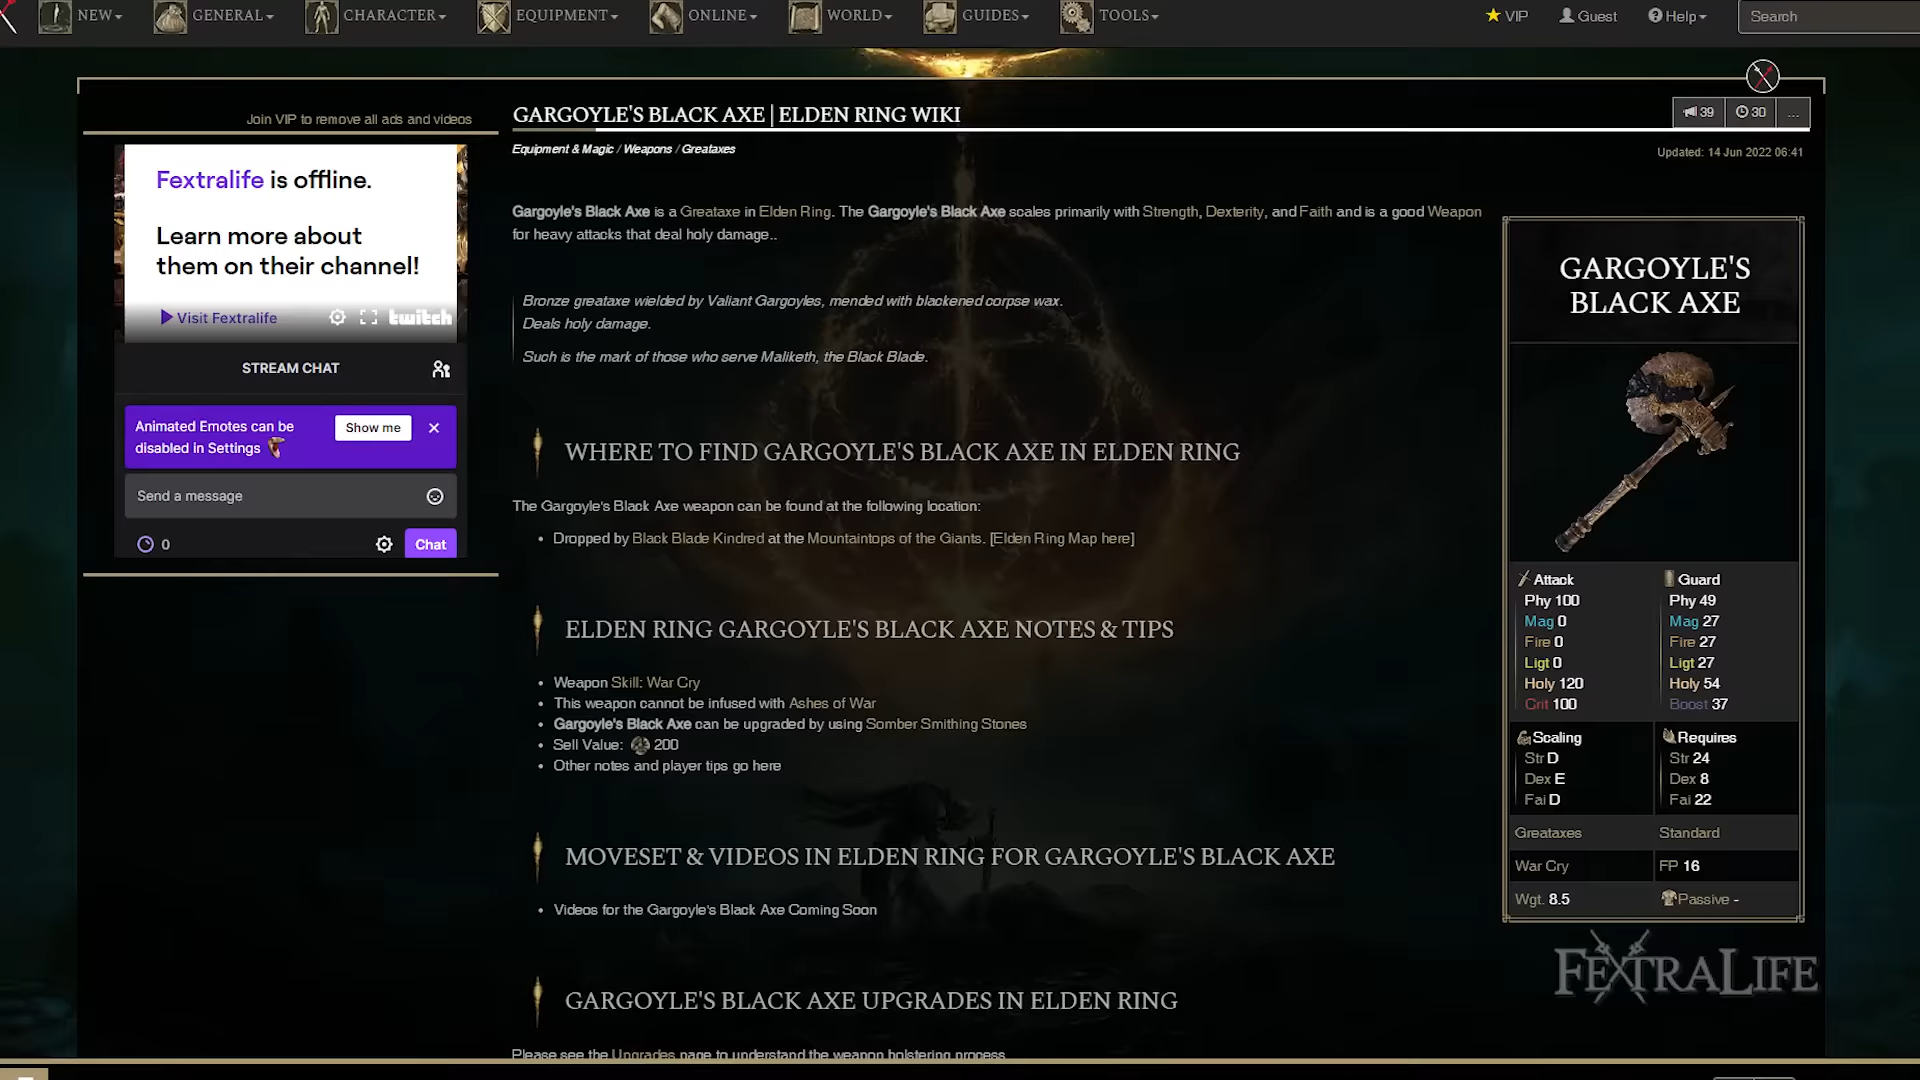 NEW
GENERAL
CHARACTER
EQUIPMENT
ONLINE
WORLD
GUIDES
TOOLS
VIP
Guest
Help
Search
Join VIP to remove all ads and videos
Fextralife is offline.
Learn more about
them on their channel!
Visit Fextralife
twitch
STREAM CHAT
Animated Emotes can be
disabled in Settings
Show me
Send a message
0
Chat
GARGOYLE'S BLACK AXE | ELDEN RING WIKI
39
30
...
Equipment & Magic / Weapons / Greataxes
Updated: 14 Jun 2022 06:41
Gargoyle's Black Axe is a Greataxe in Elden Ring. The Gargoyle's Black Axe scales primarily with Strength, Dexterity, and Faith and is a good Weapon
for heavy attacks that deal holy damage..
Bronze greataxe wielded by Valiant Gargoyles, mended with blackened corpse wax.
Deals holy damage.
Such is the mark of those who serve Maliketh, the Black Blade.
WHERE TO FIND GARGOYLE'S BLACK AXE IN ELDEN RING
The Gargoyle's Black Axe weapon can be found at the following location:
• Dropped by Black Blade Kindred at the Mountaintops of the Giants. [Elden Ring Map here]
ELDEN RING GARGOYLE'S BLACK AXE NOTES & TIPS
• Weapon Skill: War Cry
• This weapon cannot be infused with Ashes of War
• Gargoyle's Black Axe can be upgraded by using Somber Smithing Stones
• Sell Value: 200
• Other notes and player tips go here
MOVESET & VIDEOS IN ELDEN RING FOR GARGOYLE'S BLACK AXE
• Videos for the Gargoyle's Black Axe Coming Soon
GARGOYLE'S BLACK AXE UPGRADES IN ELDEN RING
Please see the Upgrades page to understand the weapon bolstering process
GARGOYLE'S
BLACK AXE
Attack Guard
Phy 100 Phy 49
Mag 0 Mag 27
Fire 0 Fire 27
Ligt 0 Ligt 27
Holy 120 Holy 54
Crit 100 Boost 37
Scaling Requires
Str D Str 24
Dex E Dex 8
Fai D Fai 22
Greataxes Standard
War Cry FP 16
Wgt. 8.5 Passive -
FEXTRALIFE